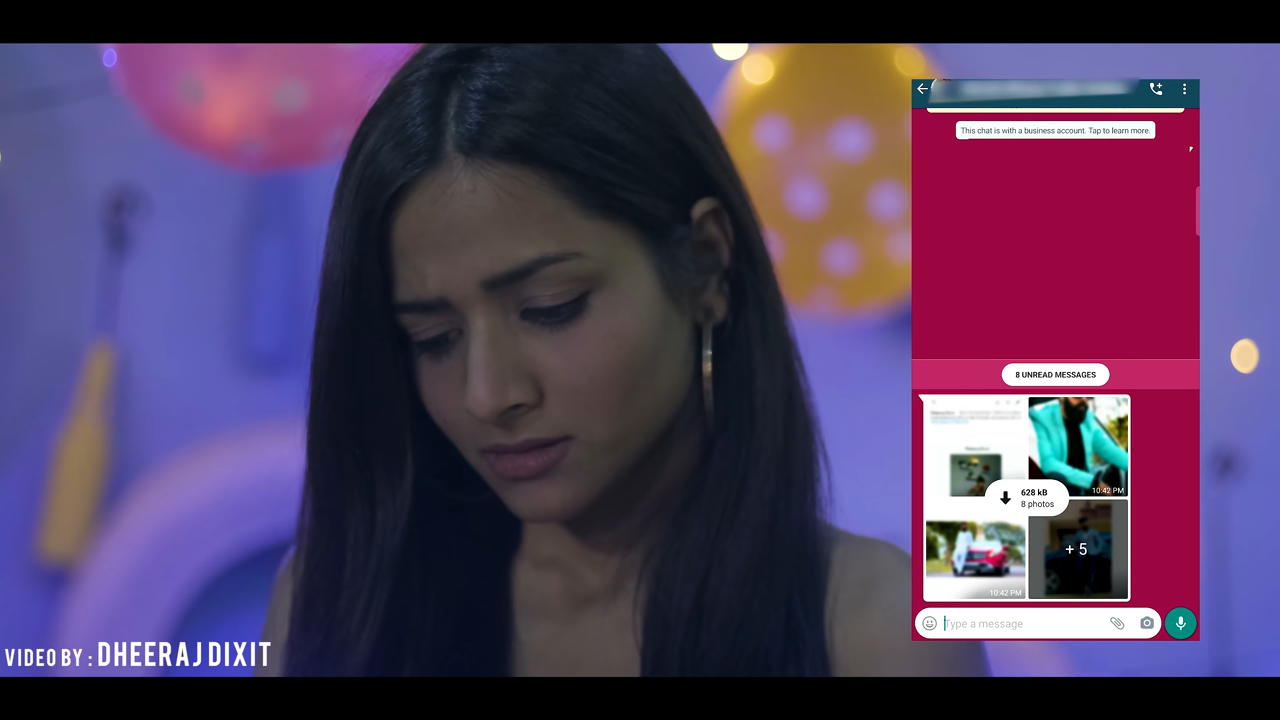 This chat is with a business account. Tap to learn more.
8 UNREAD MESSAGES
10:42 PM
628 kB
8 photos
+ 5
10:42 PM
Type a message
VIDEO BY : DHEERAJ DIXIT